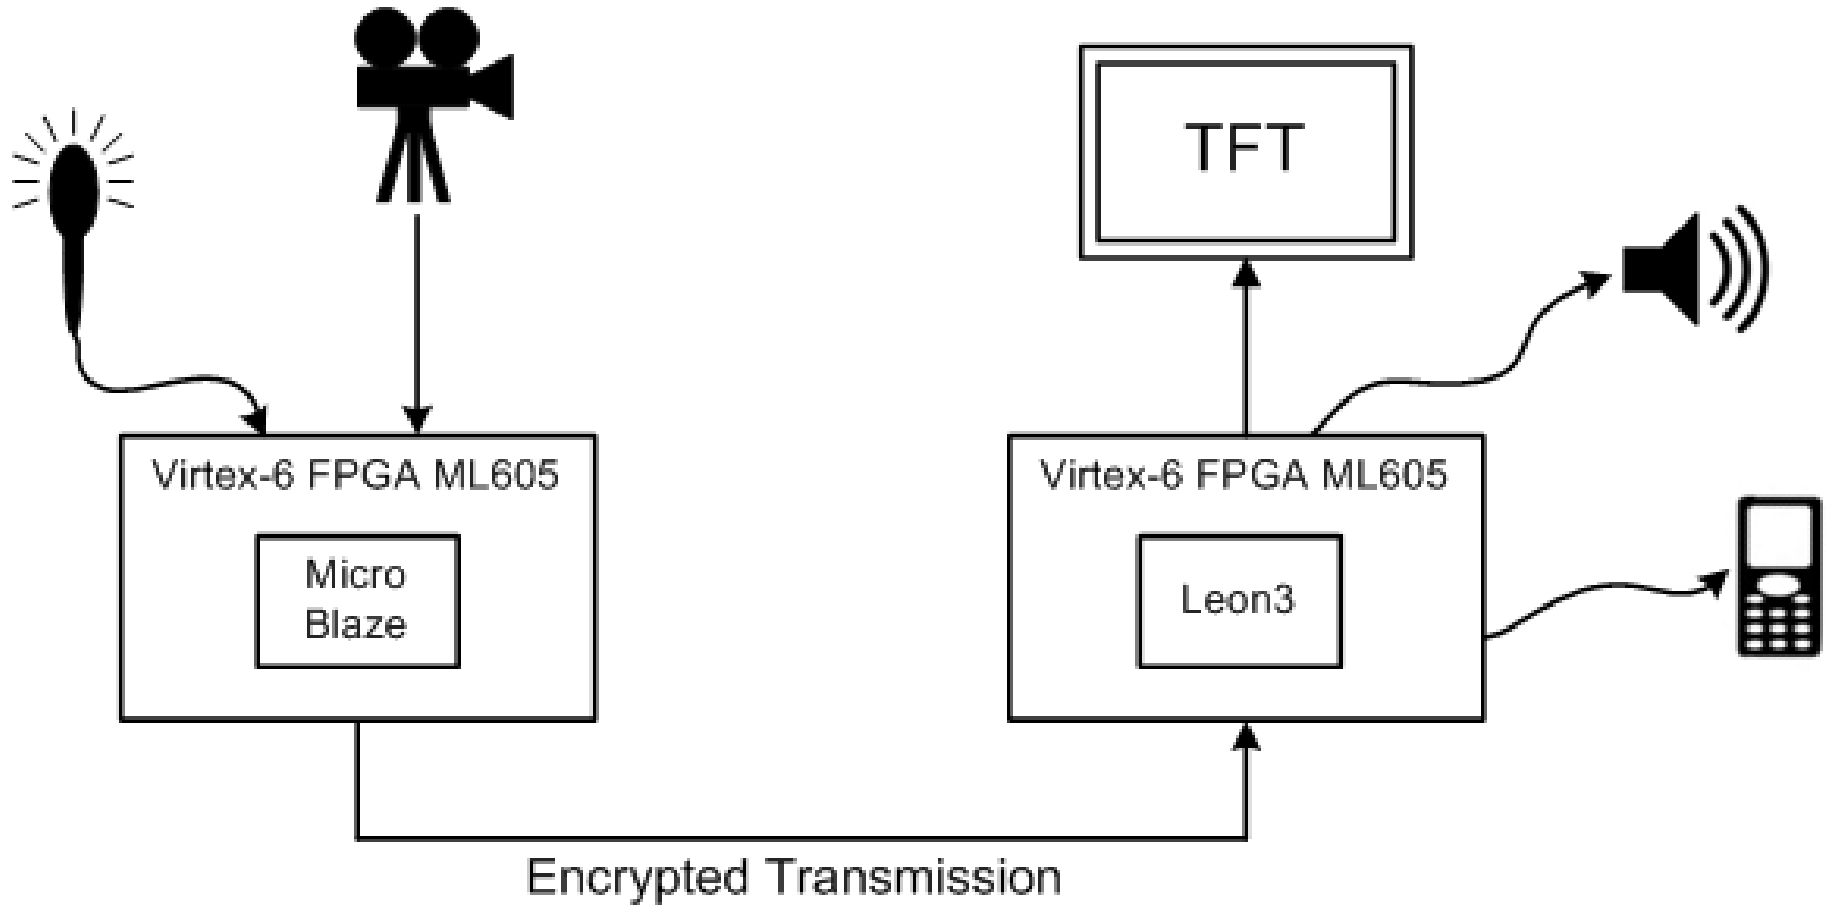 TFT
Virtex-6 FPGA ML605
Micro
Blaze
Virtex-6 FPGA ML605
Leon3
Encrypted Transmission